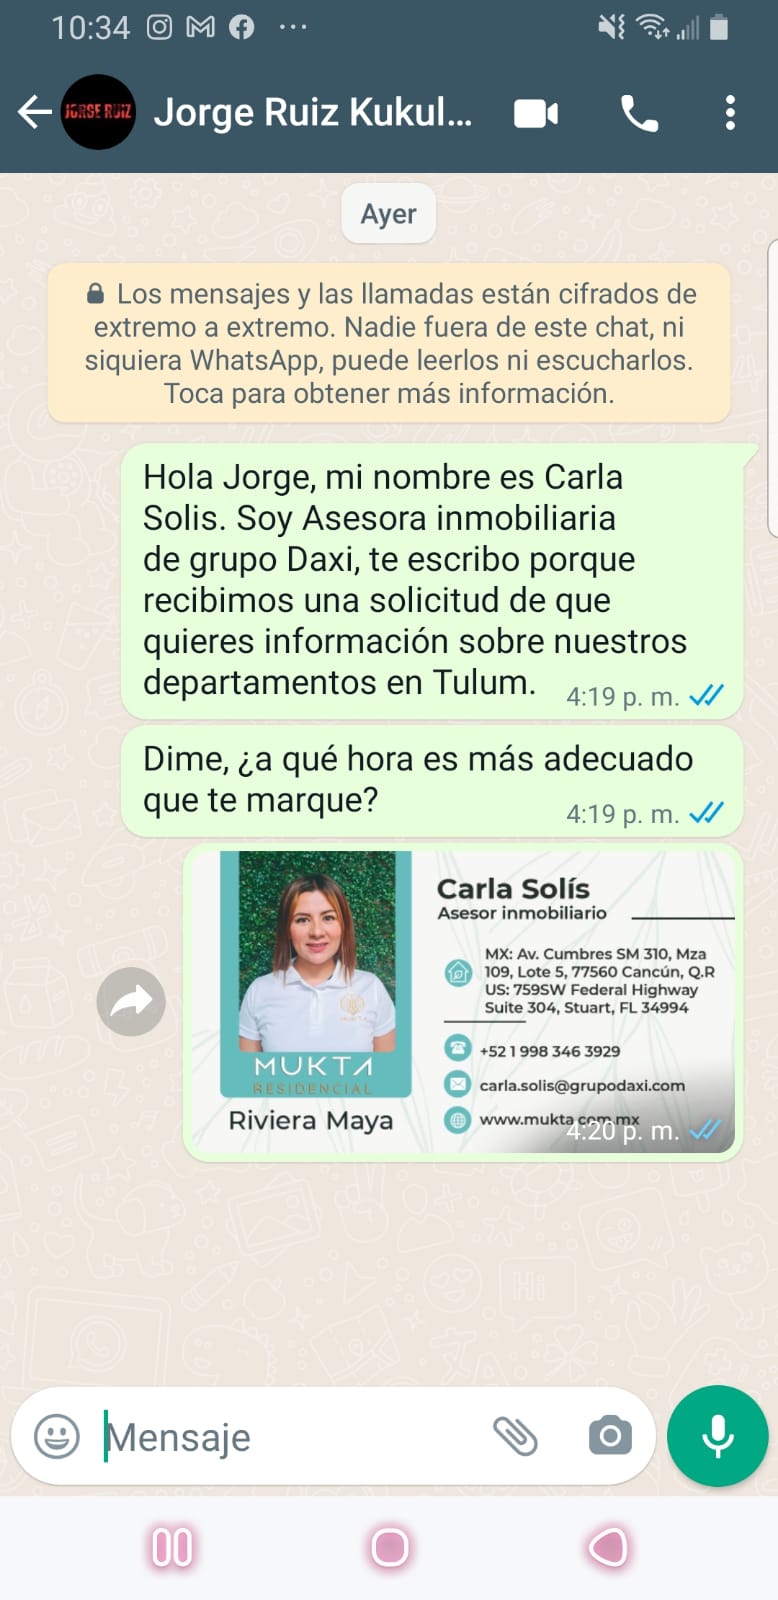 10:34
JORGE RUIZ
Jorge Ruiz Kukul...
Ayer
Los mensajes y las llamadas están cifrados de
extremo a extremo. Nadie fuera de este chat, ni
siquiera WhatsApp, puede leerlos ni escucharlos.
Toca para obtener más información.
Hola Jorge, mi nombre es Carla
Solis. Soy Asesora inmobiliaria
de grupo Daxi, te escribo porque
recibimos una solicitud de que
quieres información sobre nuestros
departamentos en Tulum.
4:19 p. m.
Dime, ¿a qué hora es más adecuado
que te marque?
4:19 p. m.
MUKTA
RESIDENCIAL
Riviera Maya
Carla Solís
Asesor inmobiliario
MX: Av. Cumbres SM 310, Mza
109, Lote 5, 77560 Cancún, Q.R
US: 759SW Federal Highway
Suite 304, Stuart, FL 34994
+52 1 998 346 3929
carla.solis@grupodaxi.com
www.mukta.com.mx
4:20 p. m.
Mensaje